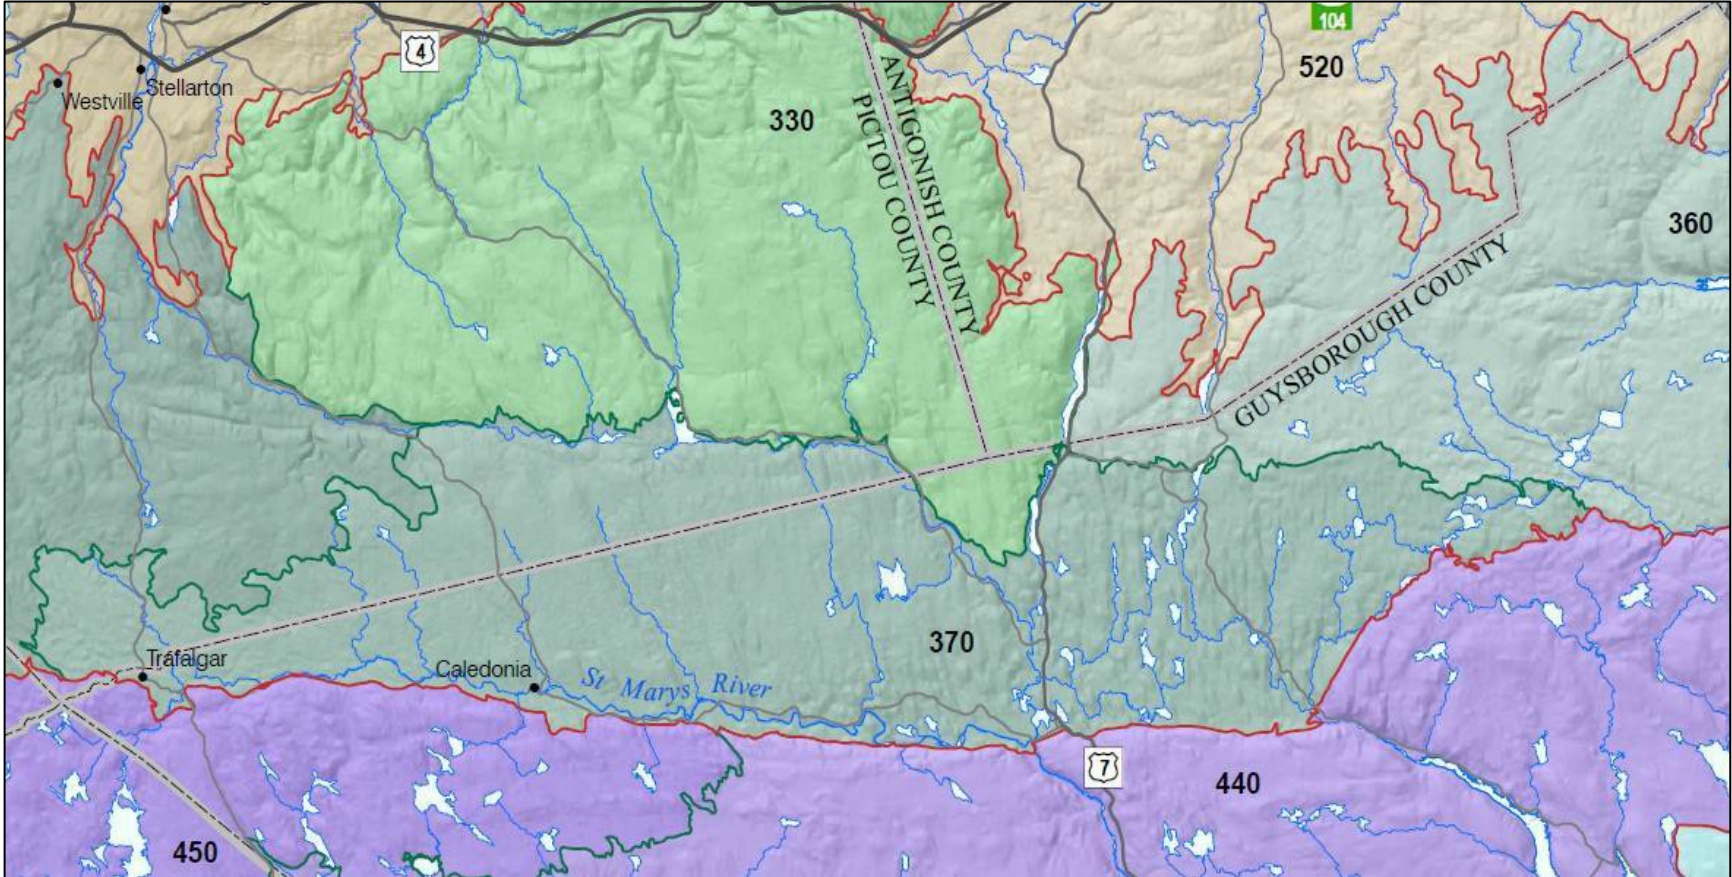 104
4
520
Westville
Stellarton
330
ANTIGONISH COUNTY
PICTOU COUNTY
360
GUYSBOROUGH COUNTY
370
Trafalgar
Caledonia
St Marys River
7
440
450